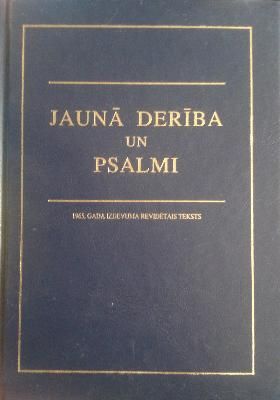 JAUNĀ DERĪBA
UN
PSALMI
1965. GADA IZDEVUMA REVIDĒTAIS TEKSTS